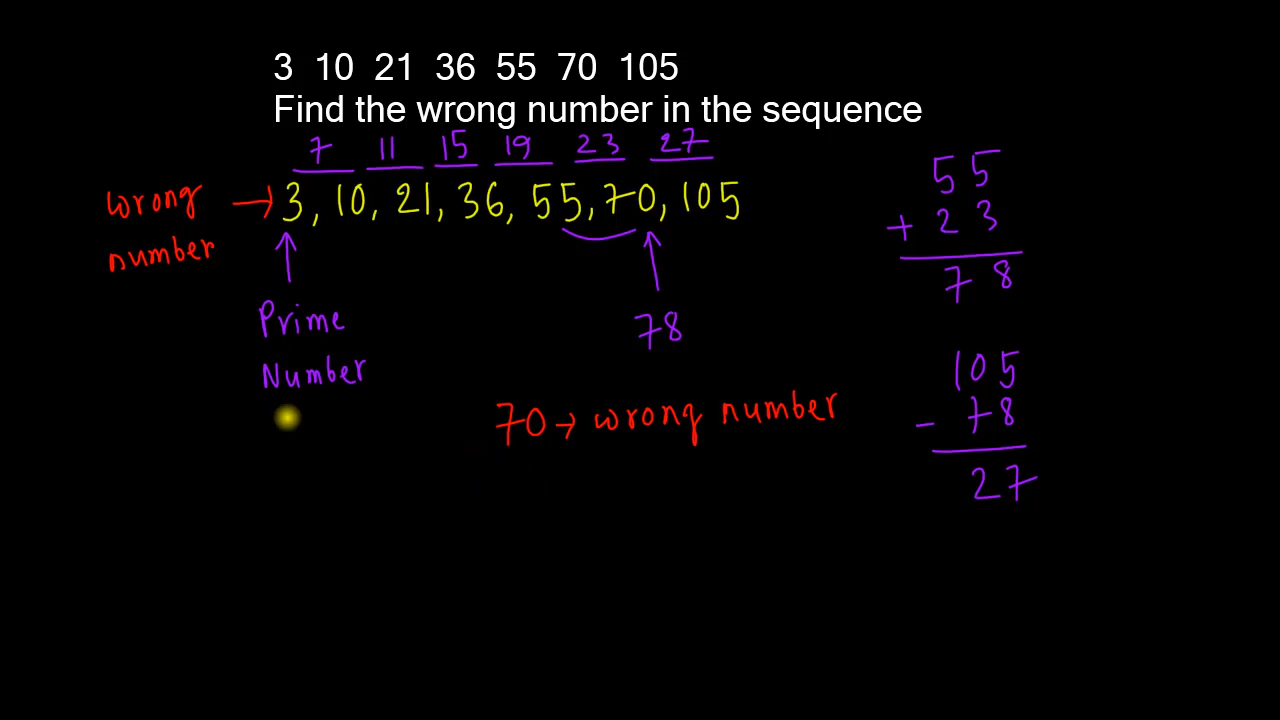 3 10 21 36 55 70 105
Find the wrong number in the sequence
7 11 15 19 23 27
wrong → 3, 10, 21, 36, 55, 70, 105
number
Prime
Number
78
70 → wrong number
55
+ 23
78
105
- 78
27